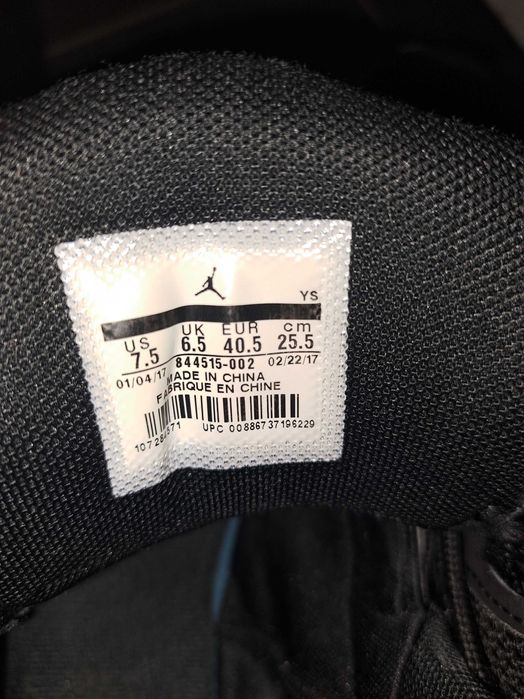 YS
US UK EUR cm
7.5 6.5 40.5 25.5
01/04/17 844515-002 02/22/17
MADE IN CHINA
FABRIQUE EN CHINE
UPC 00886737196229